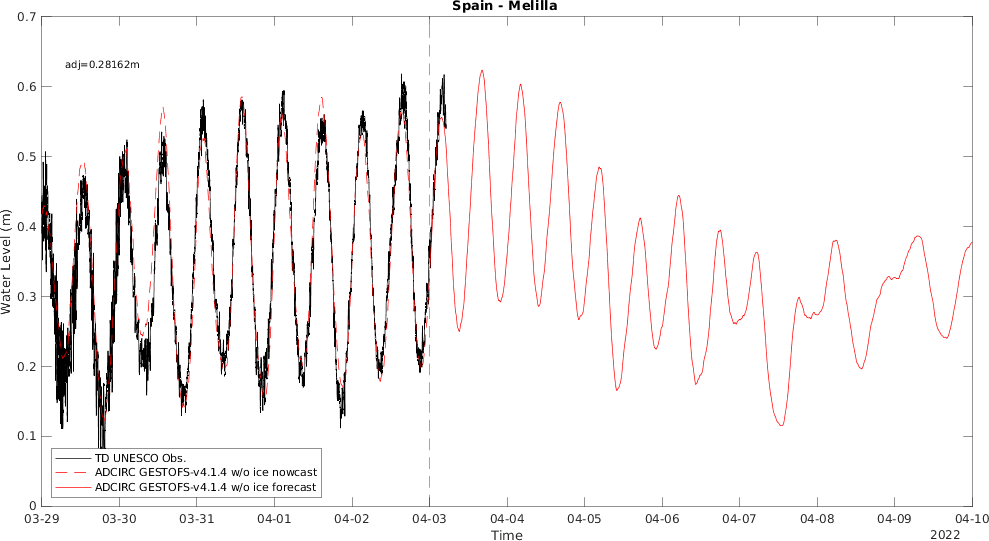 Spain - Melilla
adj=0.28162m
Water Level (m)
0.7
0.6
0.5
0.4
0.3
0.2
0.1
0
TD UNESCO Obs.
ADCIRC GESTOFS-v4.1.4 w/o ice nowcast
ADCIRC GESTOFS-v4.1.4 w/o ice forecast
03-29 03-30 03-31 04-01 04-02 04-03 04-04 04-05 04-06 04-07 04-08 04-09 04-10
Time
2022